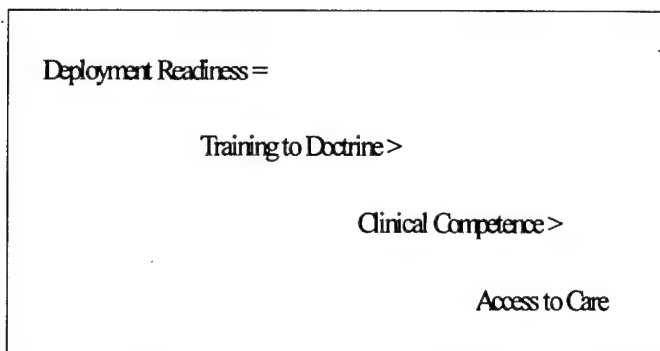 Deployment Readiness =
Training to Doctrine >
Clinical Competence >
Access to Care